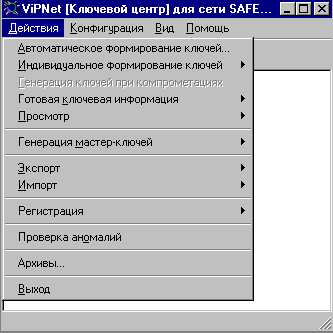 ViPNet [Ключевой центр] для сети SAFE...
Действия Конфигурация Вид Помощь
Автоматическое формирование ключей...
Индивидуальное формирование ключей
Генерация ключей при компрометациях
Готовая ключевая информация
Просмотр
Генерация мастер-ключей
Экспорт
Импорт
Регистрация
Проверка аномалий
Архивы...
Выход